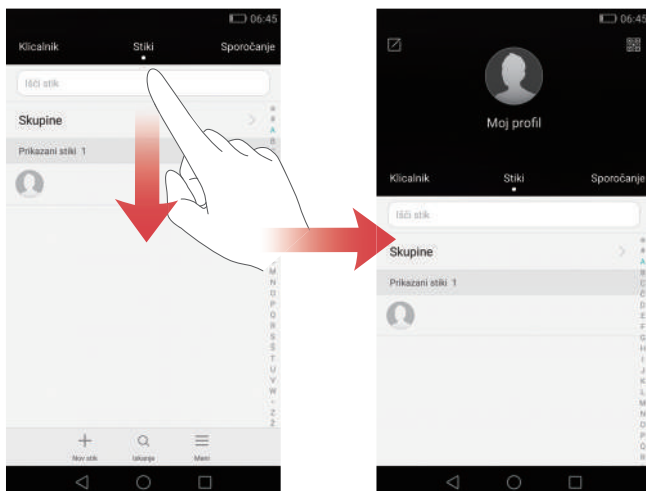 06:45
Klicalnik Stiki Sporočanje
Išči stik
Skupine
#
A
B
Prikazani stiki 1
M
N
O
P
Q
R
S
Š
T
U
V
W
Z
Ž
Nov stik Iskanje Meni
06:45
Moj profil
Klicalnik Stiki Sporočanje
Išči stik
Skupine
#
A
B
Prikazani stiki 1
C
Č
D
E
F
G
H
I
J
K
L
M
N
O
P
Q
R